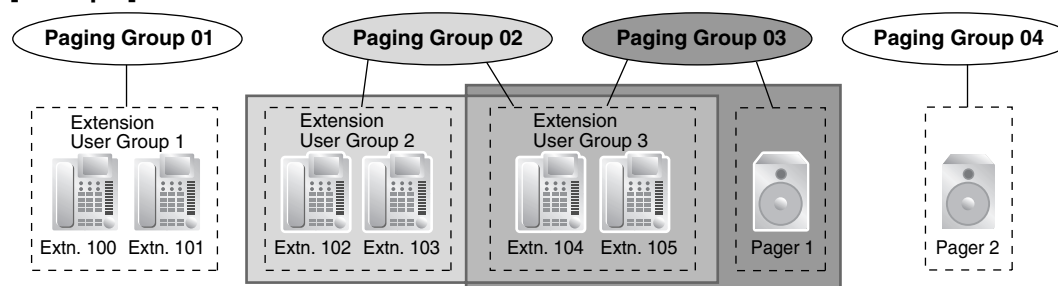 Paging Group 01
Paging Group 02
Paging Group 03
Paging Group 04
Extension
User Group 1
Extn. 100
Extn. 101
Extension
User Group 2
Extn. 102
Extn. 103
Extension
User Group 3
Extn. 104
Extn. 105
Pager 1
Pager 2